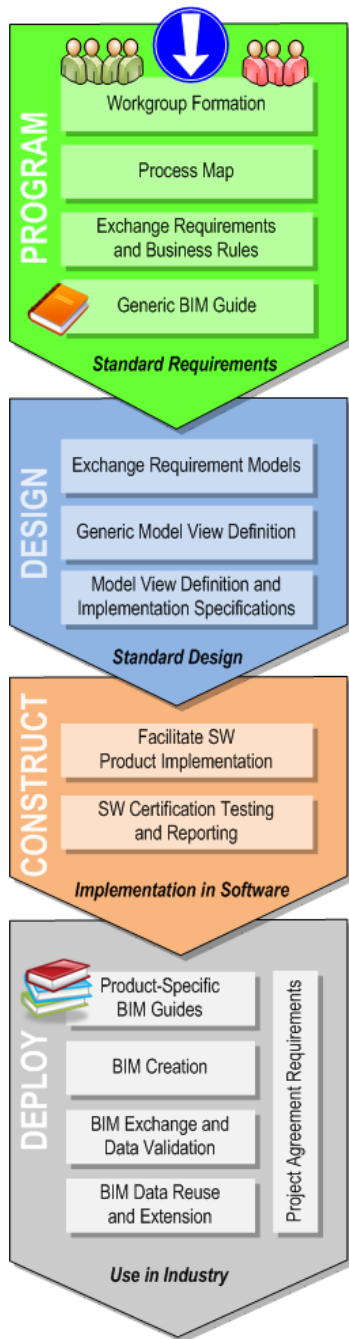 PROGRAM
Workgroup Formation
Process Map
Exchange Requirements
and Business Rules
Generic BIM Guide
Standard Requirements
DESIGN
Exchange Requirement Models
Generic Model View Definition
Model View Definition and
Implementation Specifications
Standard Design
CONSTRUCT
Facilitate SW
Product Implementation
SW Certification Testing
and Reporting
Implementation in Software
DEPLOY
Product-Specific
BIM Guides
BIM Creation
BIM Exchange and
Data Validation
BIM Data Reuse
and Extension
Project Agreement Requirements
Use in Industry